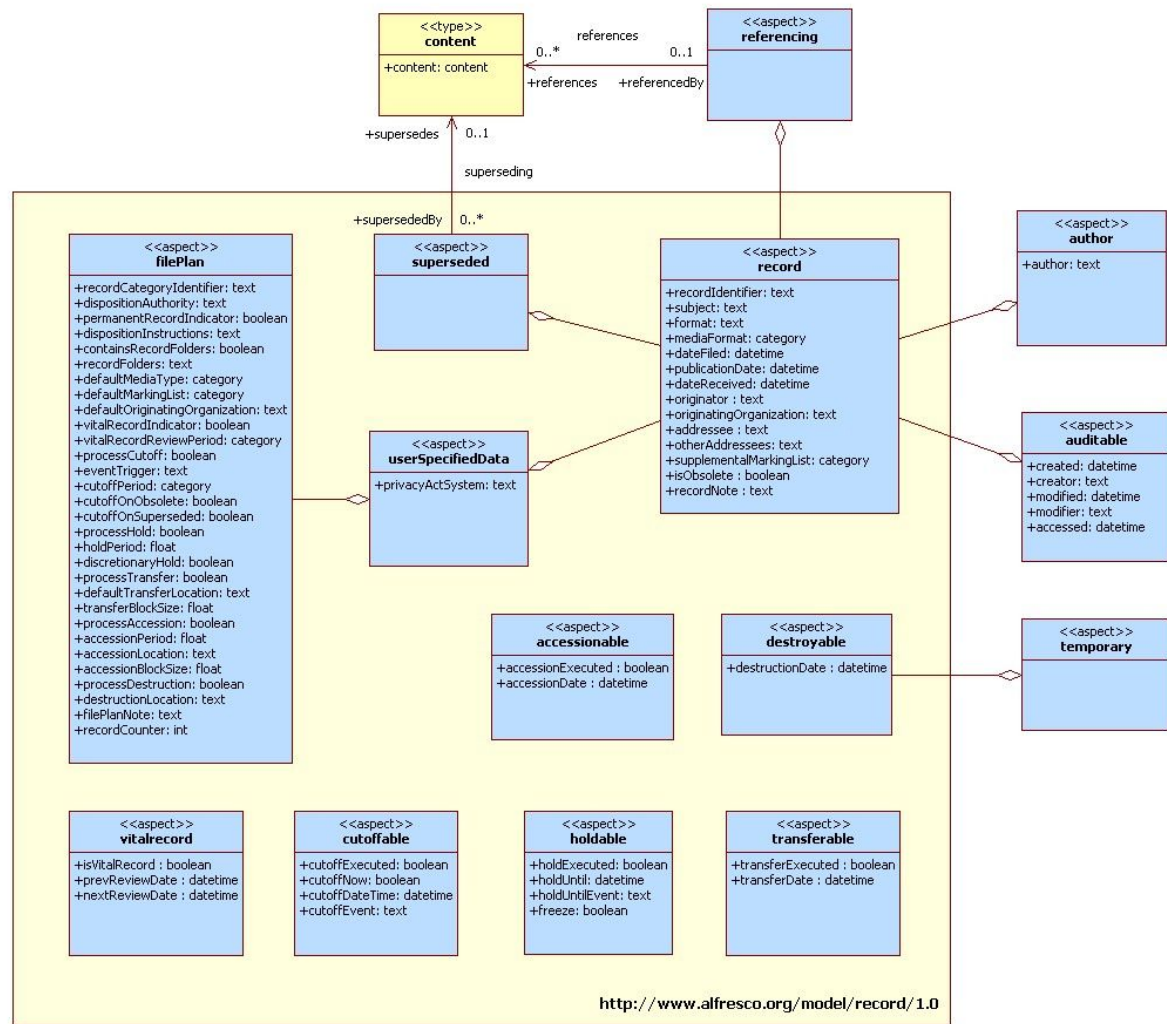 <<type>>
content
+content: content
references
0..*
0..1
+references
+referencedBy
<<aspect>>
referencing
+supersedes
0..1
superseding
+supersededBy
0..*
<<aspect>>
filePlan
+recordCategoryIdentifier: text
+dispositionAuthority: text
+permanentRecordIndicator: boolean
+dispositionInstructions: text
+containsRecordFolders: boolean
+recordFolders: text
+defaultMediaType: category
+defaultMarkingList: category
+defaultOriginatingOrganization: text
+vitalRecordIndicator: boolean
+vitalRecordReviewPeriod: category
+processCutoff: boolean
+eventTrigger: text
+cutoffPeriod: category
+cutoffOnObsolete: boolean
+cutoffOnSuperseded: boolean
+processHold: boolean
+holdPeriod: float
+discretionaryHold: boolean
+processTransfer: boolean
+defaultTransferLocation: text
+transferBlockSize: float
+processAccession: boolean
+accessionPeriod: float
+accessionLocation: text
+accessionBlockSize: float
+processDestruction: boolean
+destructionLocation: text
+filePlanNote: text
+recordCounter: int
<<aspect>>
superseded
<<aspect>>
userSpecifiedData
+privacyActSystem: text
<<aspect>>
record
+recordIdentifier: text
+subject: text
+format: text
+mediaFormat: category
+dateFiled: datetime
+publicationDate: datetime
+dateReceived: datetime
+originator : text
+originatingOrganization: text
+addressee : text
+otherAddressees: text
+supplementalMarkingList: category
+isObsolete : boolean
+recordNote : text
<<aspect>>
author
+author: text
<<aspect>>
auditable
+created: datetime
+creator: text
+modified: datetime
+modifier: text
+accessed: datetime
<<aspect>>
accessionable
+accessionExecuted : boolean
+accessionDate : datetime
<<aspect>>
destroyable
+destructionDate : datetime
<<aspect>>
temporary
<<aspect>>
vitalrecord
+isVitalRecord : boolean
+prevReviewDate : datetime
+nextReviewDate : datetime
<<aspect>>
cutoffable
+cutoffExecuted: boolean
+cutoffNow: boolean
+cutoffDateTime: datetime
+cutoffEvent: text
<<aspect>>
holdable
+holdExecuted: boolean
+holdUntil: datetime
+holdUntilEvent: text
+freeze: boolean
<<aspect>>
transferable
+transferExecuted : boolean
+transferDate : datetime
http://www.alfresco.org/model/record/1.0